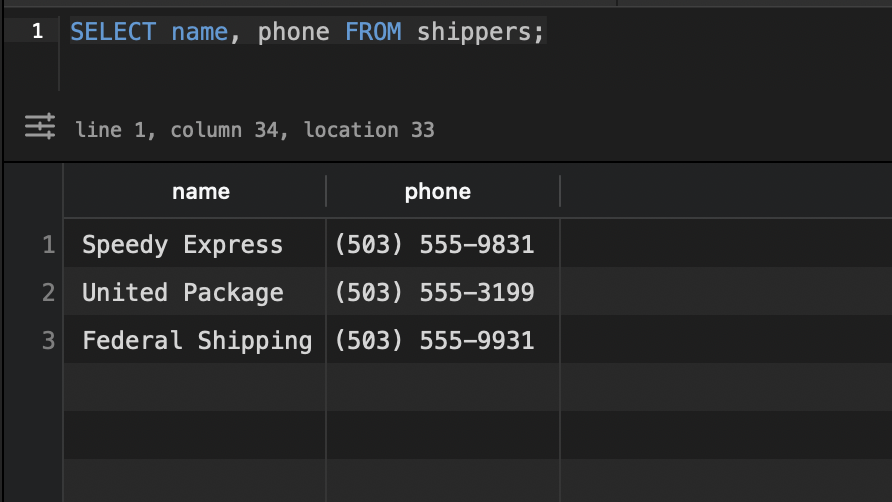 1 SELECT name, phone FROM shippers;
line 1, column 34, location 33
name phone
1 Speedy Express (503) 555-9831
2 United Package (503) 555-3199
3 Federal Shipping (503) 555-9931